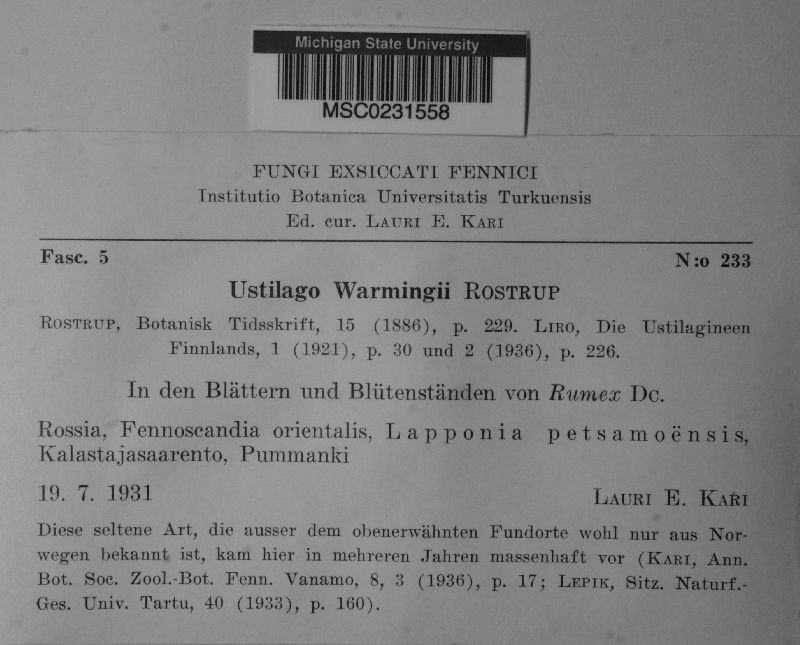 Michigan State University
MSC0231558
FUNGI EXSICCATI FENNICI
Institutio Botanica Universitatis Turkuensis
Ed. cur. LAURI E. KARI
Fasc. 5 N:o 233
Ustilago Warmingii ROSTRUP
ROSTRUP, Botanisk Tidsskrift, 15 (1886), p. 229. LIRO, Die Ustilagineen
Finnlands, 1 (1921), p. 30 und 2 (1936), p. 226.
In den Blättern und Blütenständen von Rumex Dc.
Rossia, Fennoscandia orientalis, Lapponia petsamoënsis,
Kalastajasaarento, Pummanki
19. 7. 1931 LAURI E. KARI
Diese seltene Art, die ausser dem obenerwähnten Fundorte wohl nur aus Nor-
wegen bekannt ist, kam hier in mehreren Jahren massenhaft vor (KARI, Ann.
Bot. Soc. Zool.-Bot. Fenn. Vanamo, 8, 3 (1936), p. 17; LEPIK, Sitz. Naturf.-
Ges. Univ. Tartu, 40 (1933), p. 160).